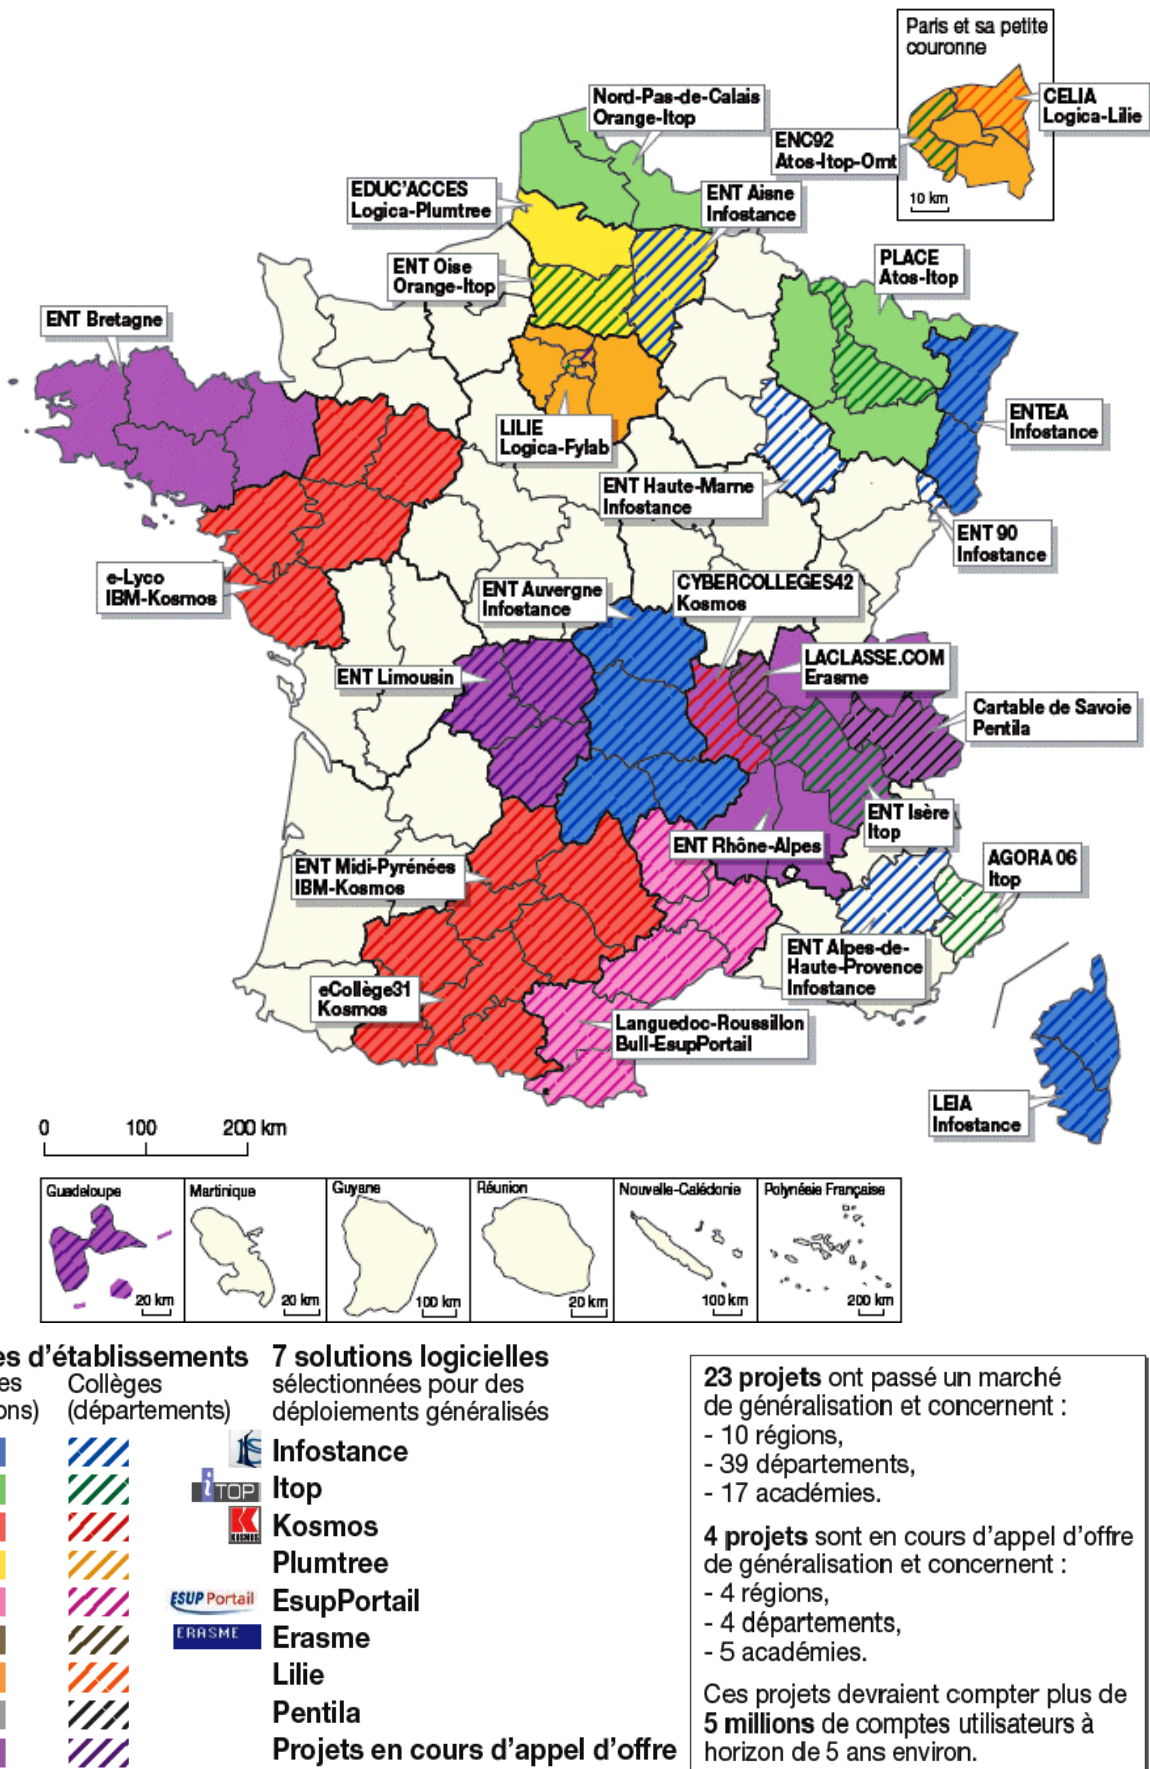 Paris et sa petite
couronne
CELIA
Logica-Lilie
ENC92
Atos-Itop-Omt
10 km
Nord-Pas-de-Calais
Orange-Itop
EDUC'ACCES
Logica-Plumtree
ENT Aisne
Infostance
ENT Oise
Orange-Itop
PLACE
Atos-Itop
ENT Bretagne
LILIE
Logica-Fylab
ENTEA
Infostance
ENT Haute-Marne
Infostance
ENT 90
Infostance
e-Lyco
IBM-Kosmos
ENT Auvergne
Infostance
CYBERCOLLEGES42
Kosmos
LACLASSE.COM
Erasme
ENT Limousin
Cartable de Savoie
Pentila
ENT Isère
Itop
ENT Rhône-Alpes
ENT Midi-Pyrénées
IBM-Kosmos
AGORA 06
Itop
ENT Alpes-de-
Haute-Provence
Infostance
eCollège31
Kosmos
Languedoc-Roussillon
Bull-EsupPortail
LEIA
Infostance
0 100 200 km
Guadeloupe
20 km
Martinique
20 km
Guyane
100 km
Réunion
20 km
Nouvelle-Calédonie
100 km
Polynésie Française
200 km
es d'établissements
es
ons)
Collèges
(départements)
7 solutions logicielles
sélectionnées pour des
déploiements généralisés
Infostance
iTOP Itop
KOSMOS Kosmos
Plumtree
ESUP Portail EsupPortail
ERASME Erasme
Lilie
Pentila
Projets en cours d'appel d'offre
23 projets ont passé un marché
de généralisation et concernent :
- 10 régions,
- 39 départements,
- 17 académies.
4 projets sont en cours d'appel d'offre
de généralisation et concernent :
- 4 régions,
- 4 départements,
- 5 académies.
Ces projets devraient compter plus de
5 millions de comptes utilisateurs à
horizon de 5 ans environ.